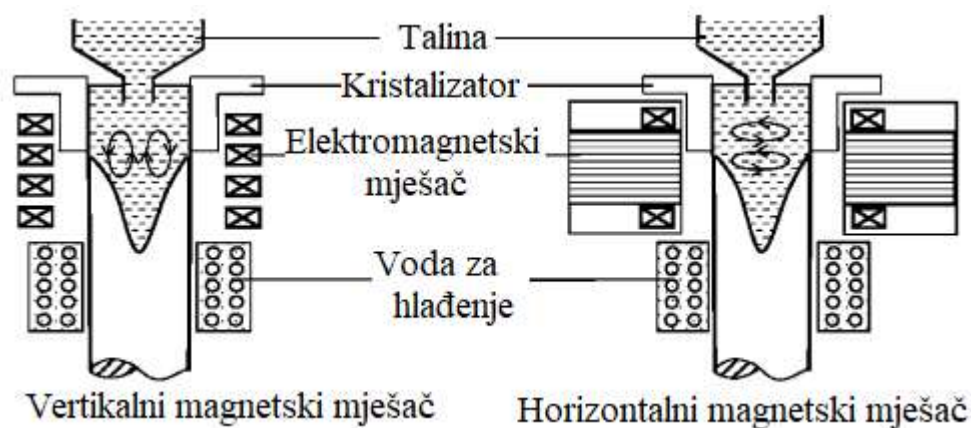 Talina
Kristalizator
Elektromagnetski
mješač
Voda za
hlađenje
Vertikalni magnetski mješač
Horizontalni magnetski mješač